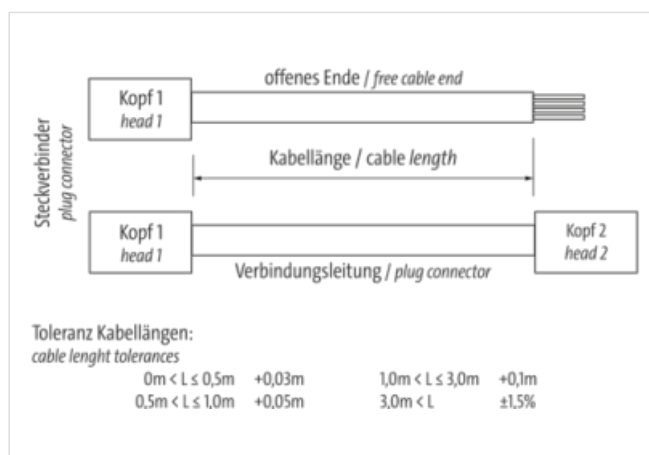 offenes Ende / free cable end
Kopf 1
head 1
Steckverbinder
plug connector
Kabellänge / cable length
Kopf 1
head 1
Kopf 2
head 2
Verbindungsleitung / plug connector
Toleranz Kabellängen:
cable lenght tolerances
0m < L ≤ 0,5m +0,03m 1,0m < L ≤ 3,0m +0,1m
0,5m < L ≤ 1,0m +0,05m 3,0m < L ±1,5%